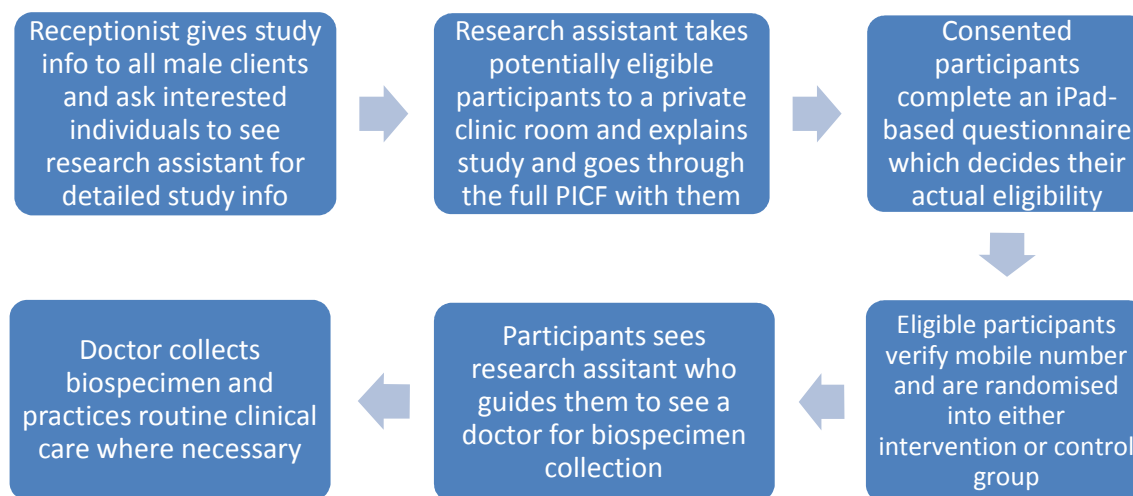 Receptionist gives study
info to all male clients
and ask interested
individuals to see
research assistant for
detailed study info
Research assistant takes
potentially eligible
participants to a private
clinic room and explains
study and goes through
the full PICF with them
Consented
participants
complete an iPad-
based questionnaire
which decides their
actual eligibility
Eligible participants
verify mobile number
and are randomised
into either
intervention or control
group
Participants sees
research assitant who
guides them to see a
doctor for biospecimen
collection
Doctor collects
biospecimen and
practices routine clinical
care where necessary